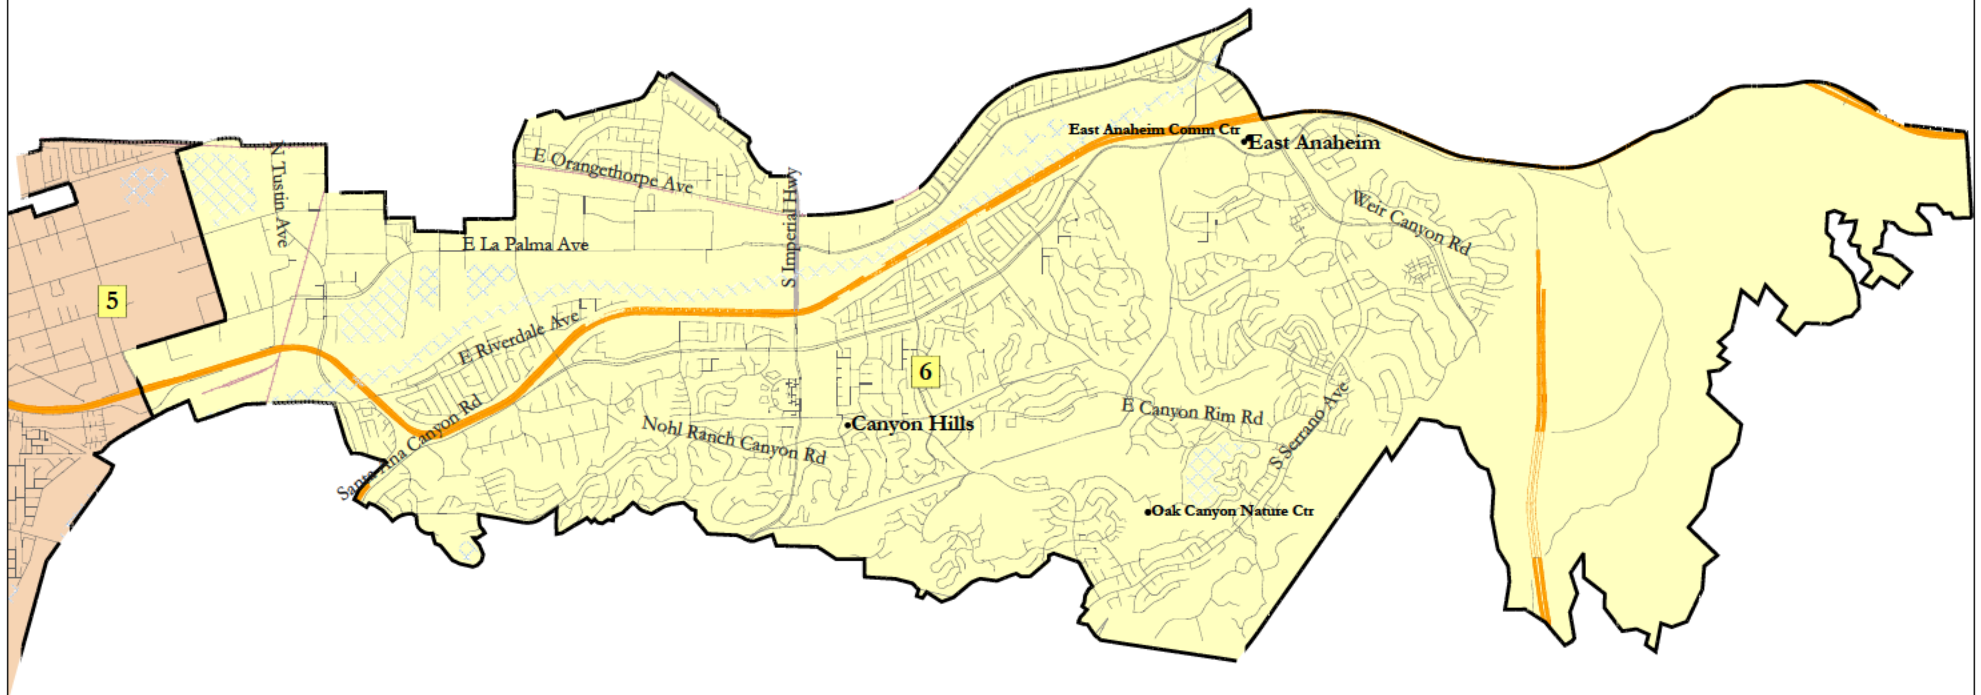 East Anaheim Comm Ctr
East Anaheim
N Tustin Ave
E Orangethorpe Ave
S Imperial Hwy
Weir Canyon Rd
E La Palma Ave
5
E Riverdale Ave
6
Santa Ana Canyon Rd
Nohl Ranch Canyon Rd
Canyon Hills
E Canyon Rim Rd
S Serrano Ave
Oak Canyon Nature Ctr